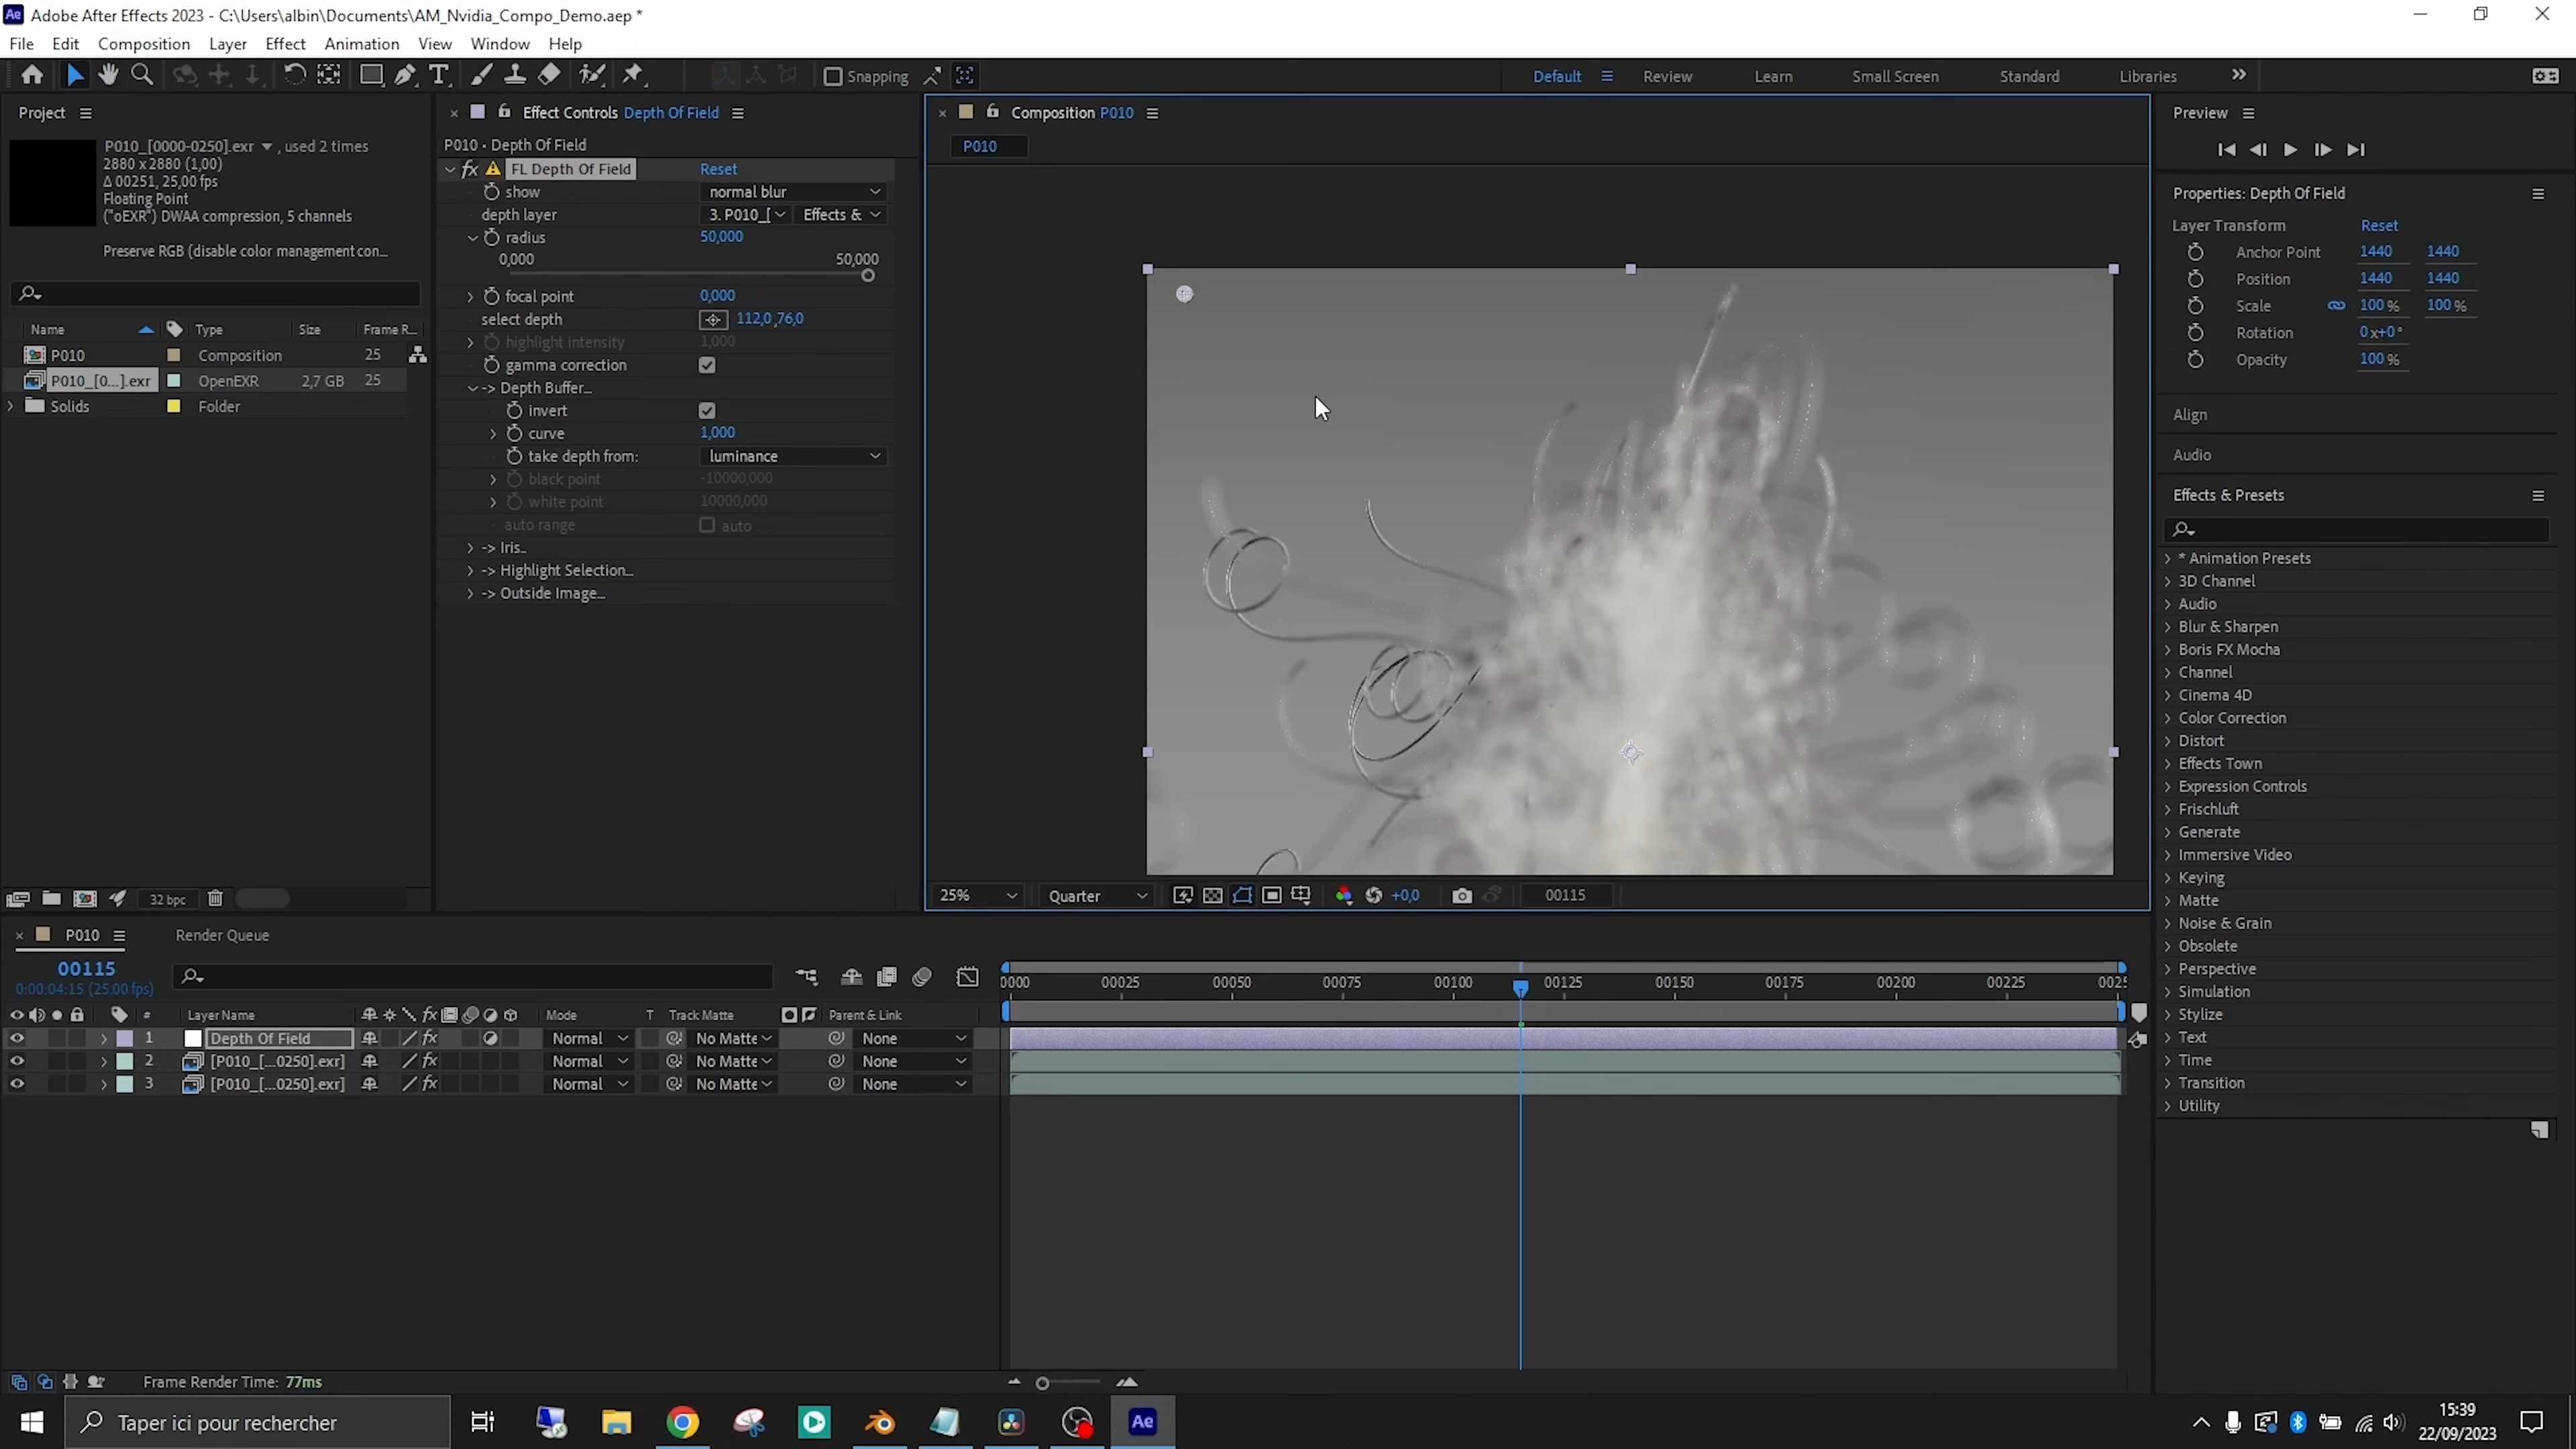 Adobe After Effects 2023 - C:\Users\albin\Documents\AM_Nvidia_Compo_Demo.aep *
File Edit Composition Layer Effect Animation View Window Help
Snapping
Default Review Learn Small Screen Standard Libraries
Project
P010_[0000-0250].exr , used 2 times
2880 x 2880 (1,00)
Δ 00251, 25,00 fps
Floating Point
("oEXR") DWAA compression, 5 channels
Preserve RGB (disable color management con...
Name Type Size Frame R...
P010 Composition 25
P010_[0...].exr OpenEXR 2,7 GB 25
Solids Folder
32 bpc
Effect Controls Depth Of Field
P010 • Depth Of Field
fx FL Depth Of Field Reset
show normal blur
depth layer 3. P010_[ Effects &
radius 50,000
0,000 50,000
focal point 0,000
select depth 112,0 ,76,0
highlight intensity 1,000
gamma correction
-> Depth Buffer...
invert
curve 1,000
take depth from: luminance
black point -10000,000
white point 10000,000
auto range auto
-> Iris..
-> Highlight Selection...
-> Outside Image...
Composition P010
P010
25% Quarter +0,0 00115
Preview
Properties: Depth Of Field
Layer Transform Reset
Anchor Point 1440 1440
Position 1440 1440
Scale 100 % 100 %
Rotation 0 x+0 °
Opacity 100 %
Align
Audio
Effects & Presets
* Animation Presets
3D Channel
Audio
Blur & Sharpen
Boris FX Mocha
Channel
Cinema 4D
Color Correction
Distort
Effects Town
Expression Controls
Frischluft
Generate
Immersive Video
Keying
Matte
Noise & Grain
Obsolete
Perspective
Simulation
Stylize
Text
Time
Transition
Utility
P010 Render Queue
00115
0:00:04:15 (25.00 fps)
0000 00025 00050 00075 00100 00125 00150 00175 00200 00225 0025
# Layer Name fx Mode T Track Matte Parent & Link
1 Depth Of Field fx Normal No Matte None
2 [P010_[...0250].exr] fx Normal No Matte None
3 [P010_[...0250].exr] fx Normal No Matte None
Frame Render Time: 77ms
Taper ici pour rechercher
Ae
15:39
22/09/2023